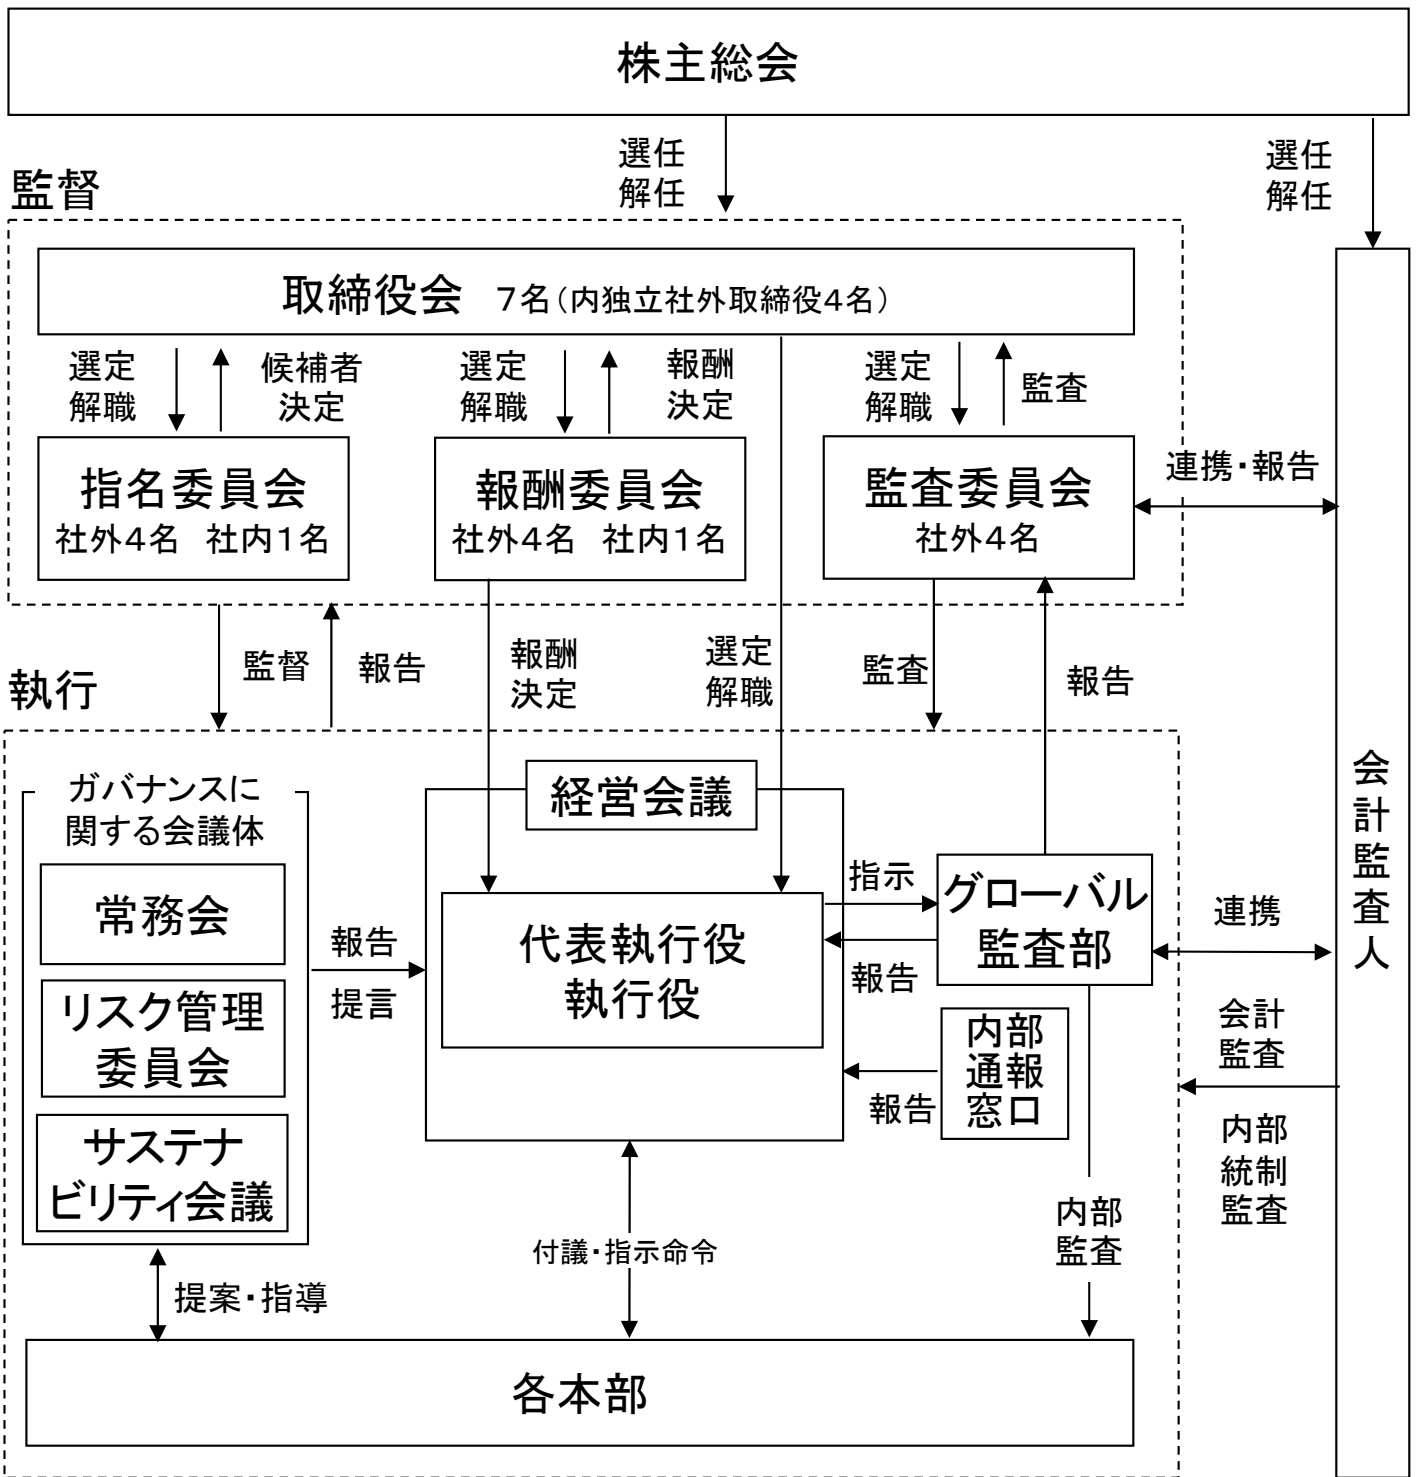 株主総会
選任
解任
選任
解任
監督
取締役会　７名（内独立社外取締役４名）
選定
解職
候補者
決定
選定
解職
報酬
決定
選定
解職
監査
指名委員会
社外４名　社内１名
報酬委員会
社外４名　社内１名
監査委員会
社外４名
連携・報告
監督
報告
報酬
決定
選定
解職
監査
報告
執行
ガバナンスに
関する会議体
常務会
リスク管理
委員会
サステナ
ビリティ会議
報告
提言
経営会議
代表執行役
執行役
指示
報告
グローバル
監査部
内部
通報
窓口
報告
連携
会計
監査
内部
統制
監査
会計監査人
内部
監査
付議・指示命令
提案・指導
各本部